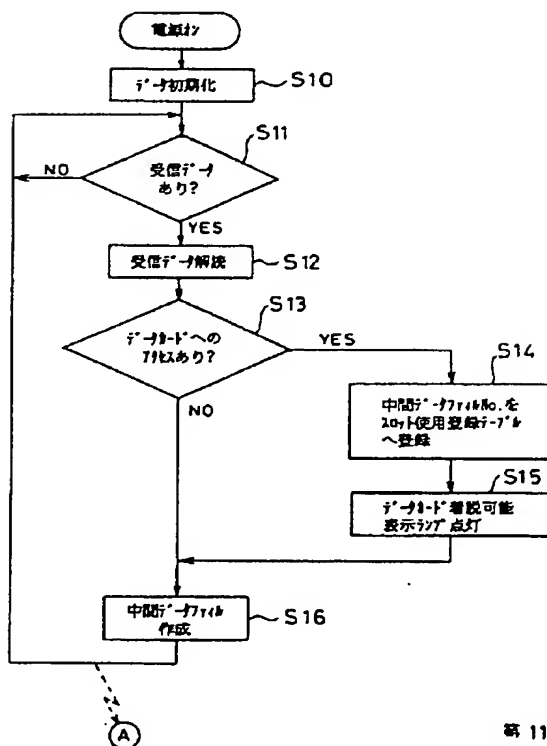 電源オン
データ初期化
S10
S11
受信データ
あり?
NO
YES
受信データ解読
S12
S13
データカードへの
アクセスあり?
YES
NO
S14
中間データファイルNo.を
スロット使用登録テーブル
へ登録
S15
データカード着脱可能
表示ランプ点灯
中間データファイル
作成
S16
A
第11